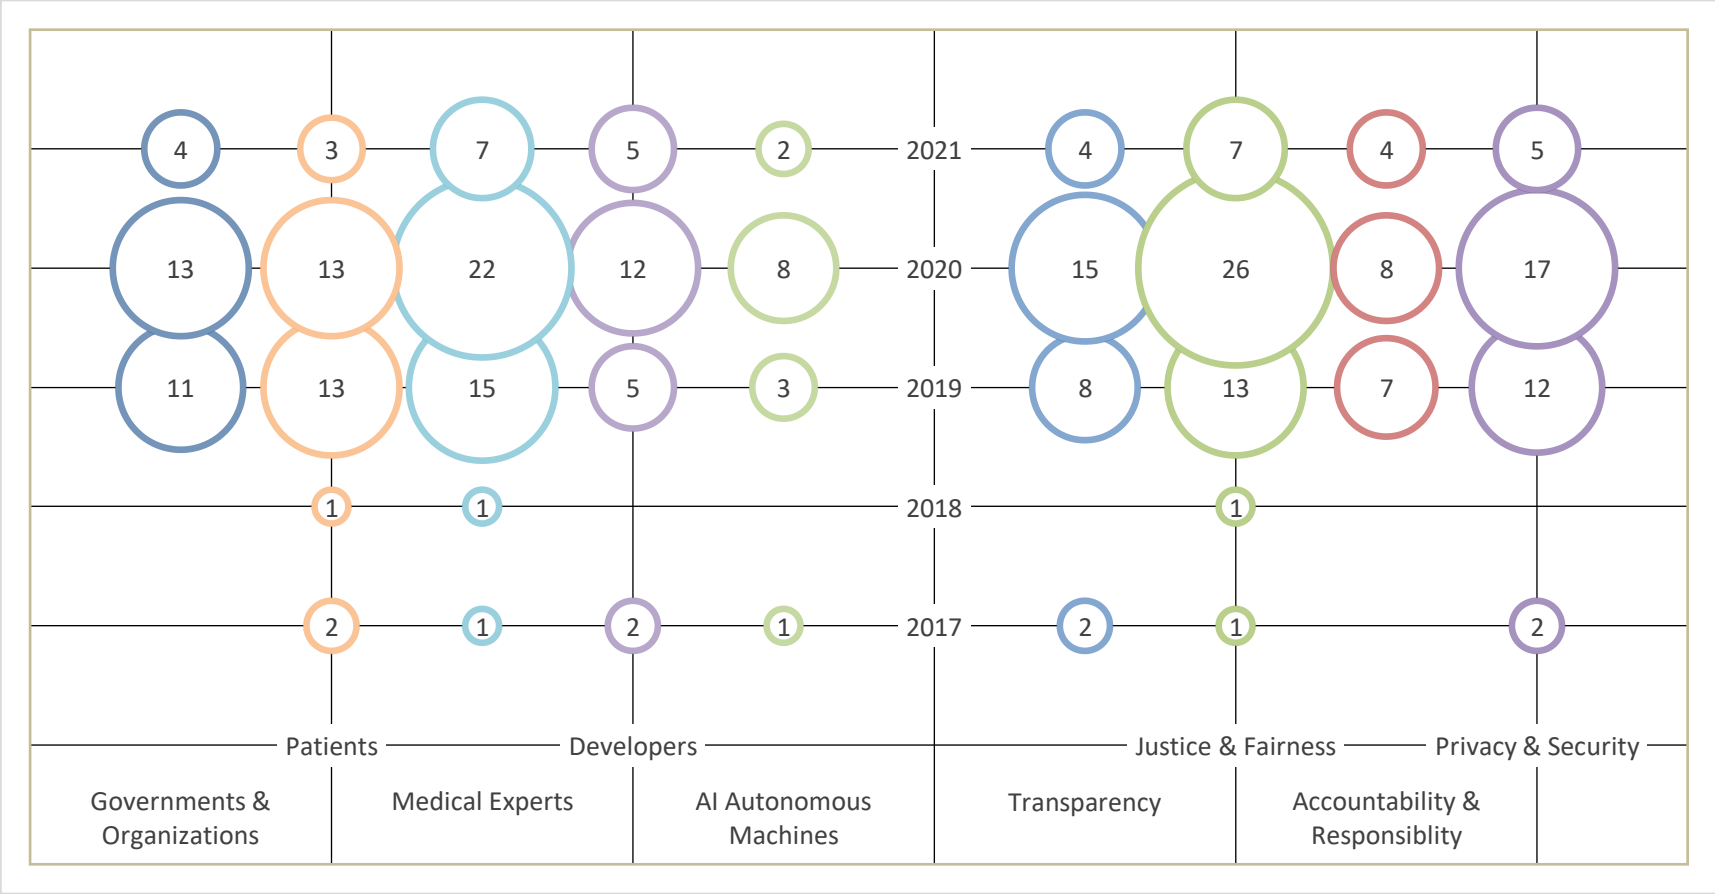 4 3 7 5 2 2021 4 7 4 5
13 13 22 12 8 2020 15 26 8 17
11 13 15 5 3 2019 8 13 7 12
1 1 2018 1
2 1 2 1 2017 2 1 2
Patients Developers Justice & Fairness Privacy & Security
Governments & Medical Experts AI Autonomous Transparency Accountability &
Organizations Machines Responsiblity